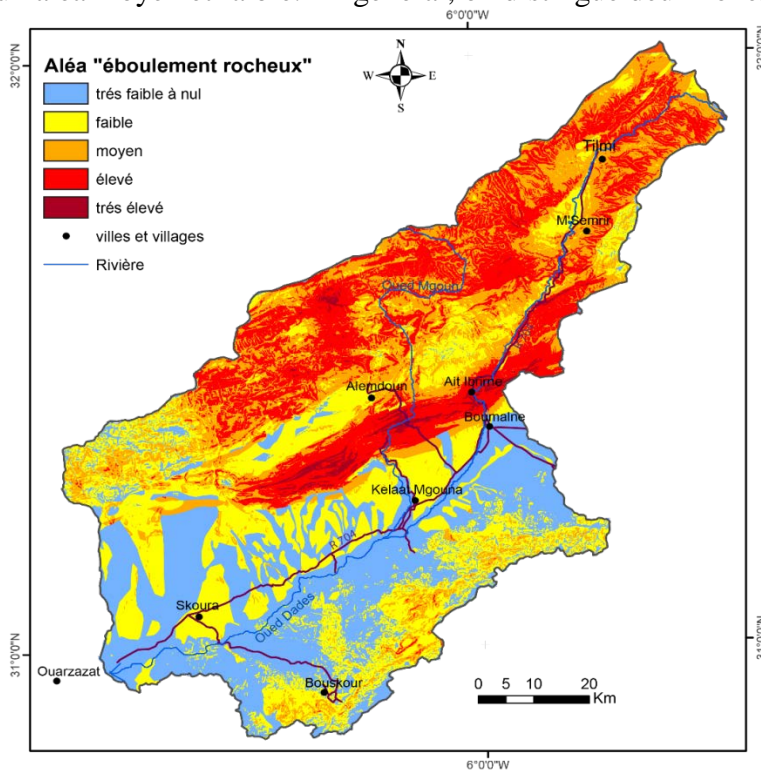 6°0'0"W
N
W E
S
32°0'0"N
Aléa "éboulement rocheux"
trés faible à nul
faible
moyen
élevé
trés élevé
villes et villages
Rivière
Tilmi
M'Semrir
Oued Mgoun
Alemdoun
Ait Ibrirne
Boumalne
Kelaat Mgouna
R 704
Skoura
Oued Dades
31°0'0"N
Ouarzazat
Bouskour
0 5 10 20
Km
6°0'0"W